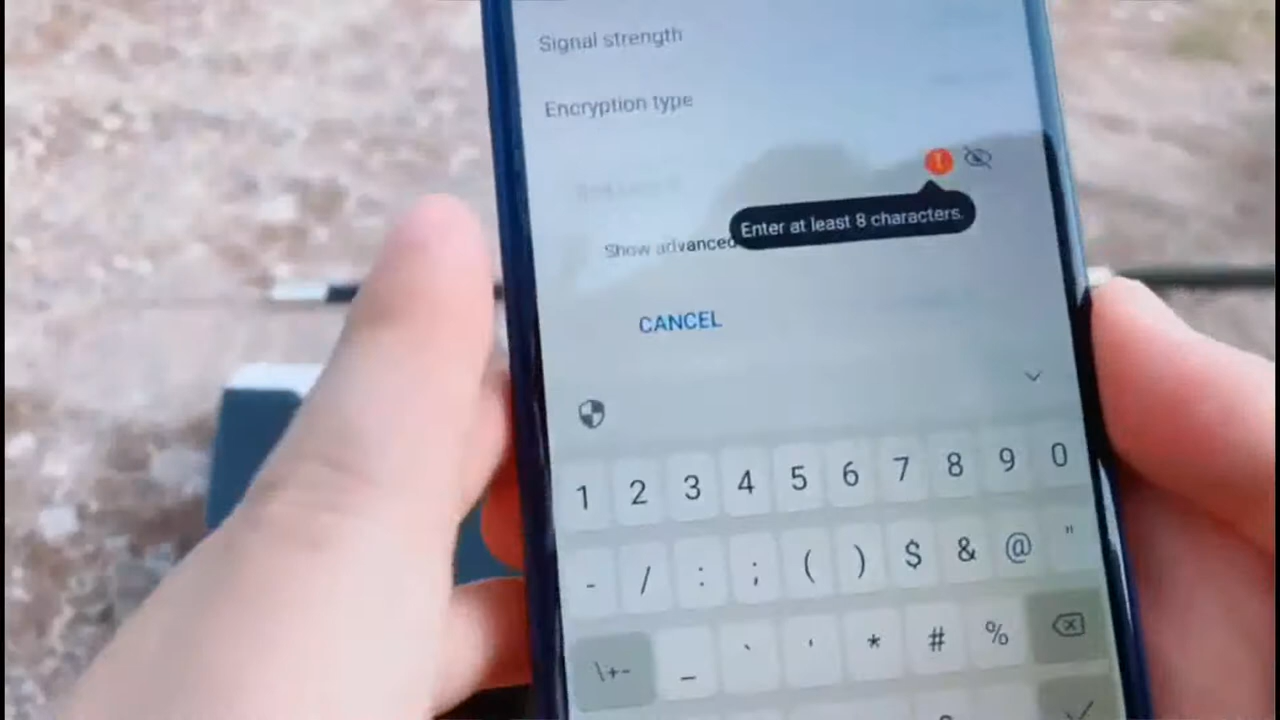 Signal strength
Encryption type
Enter at least 8 characters.
Show advanced
CANCEL
1 2 3 4 5 6 7 8 9 0
- / : ; ( ) $ & @ "
\+- _ ` ' * # %